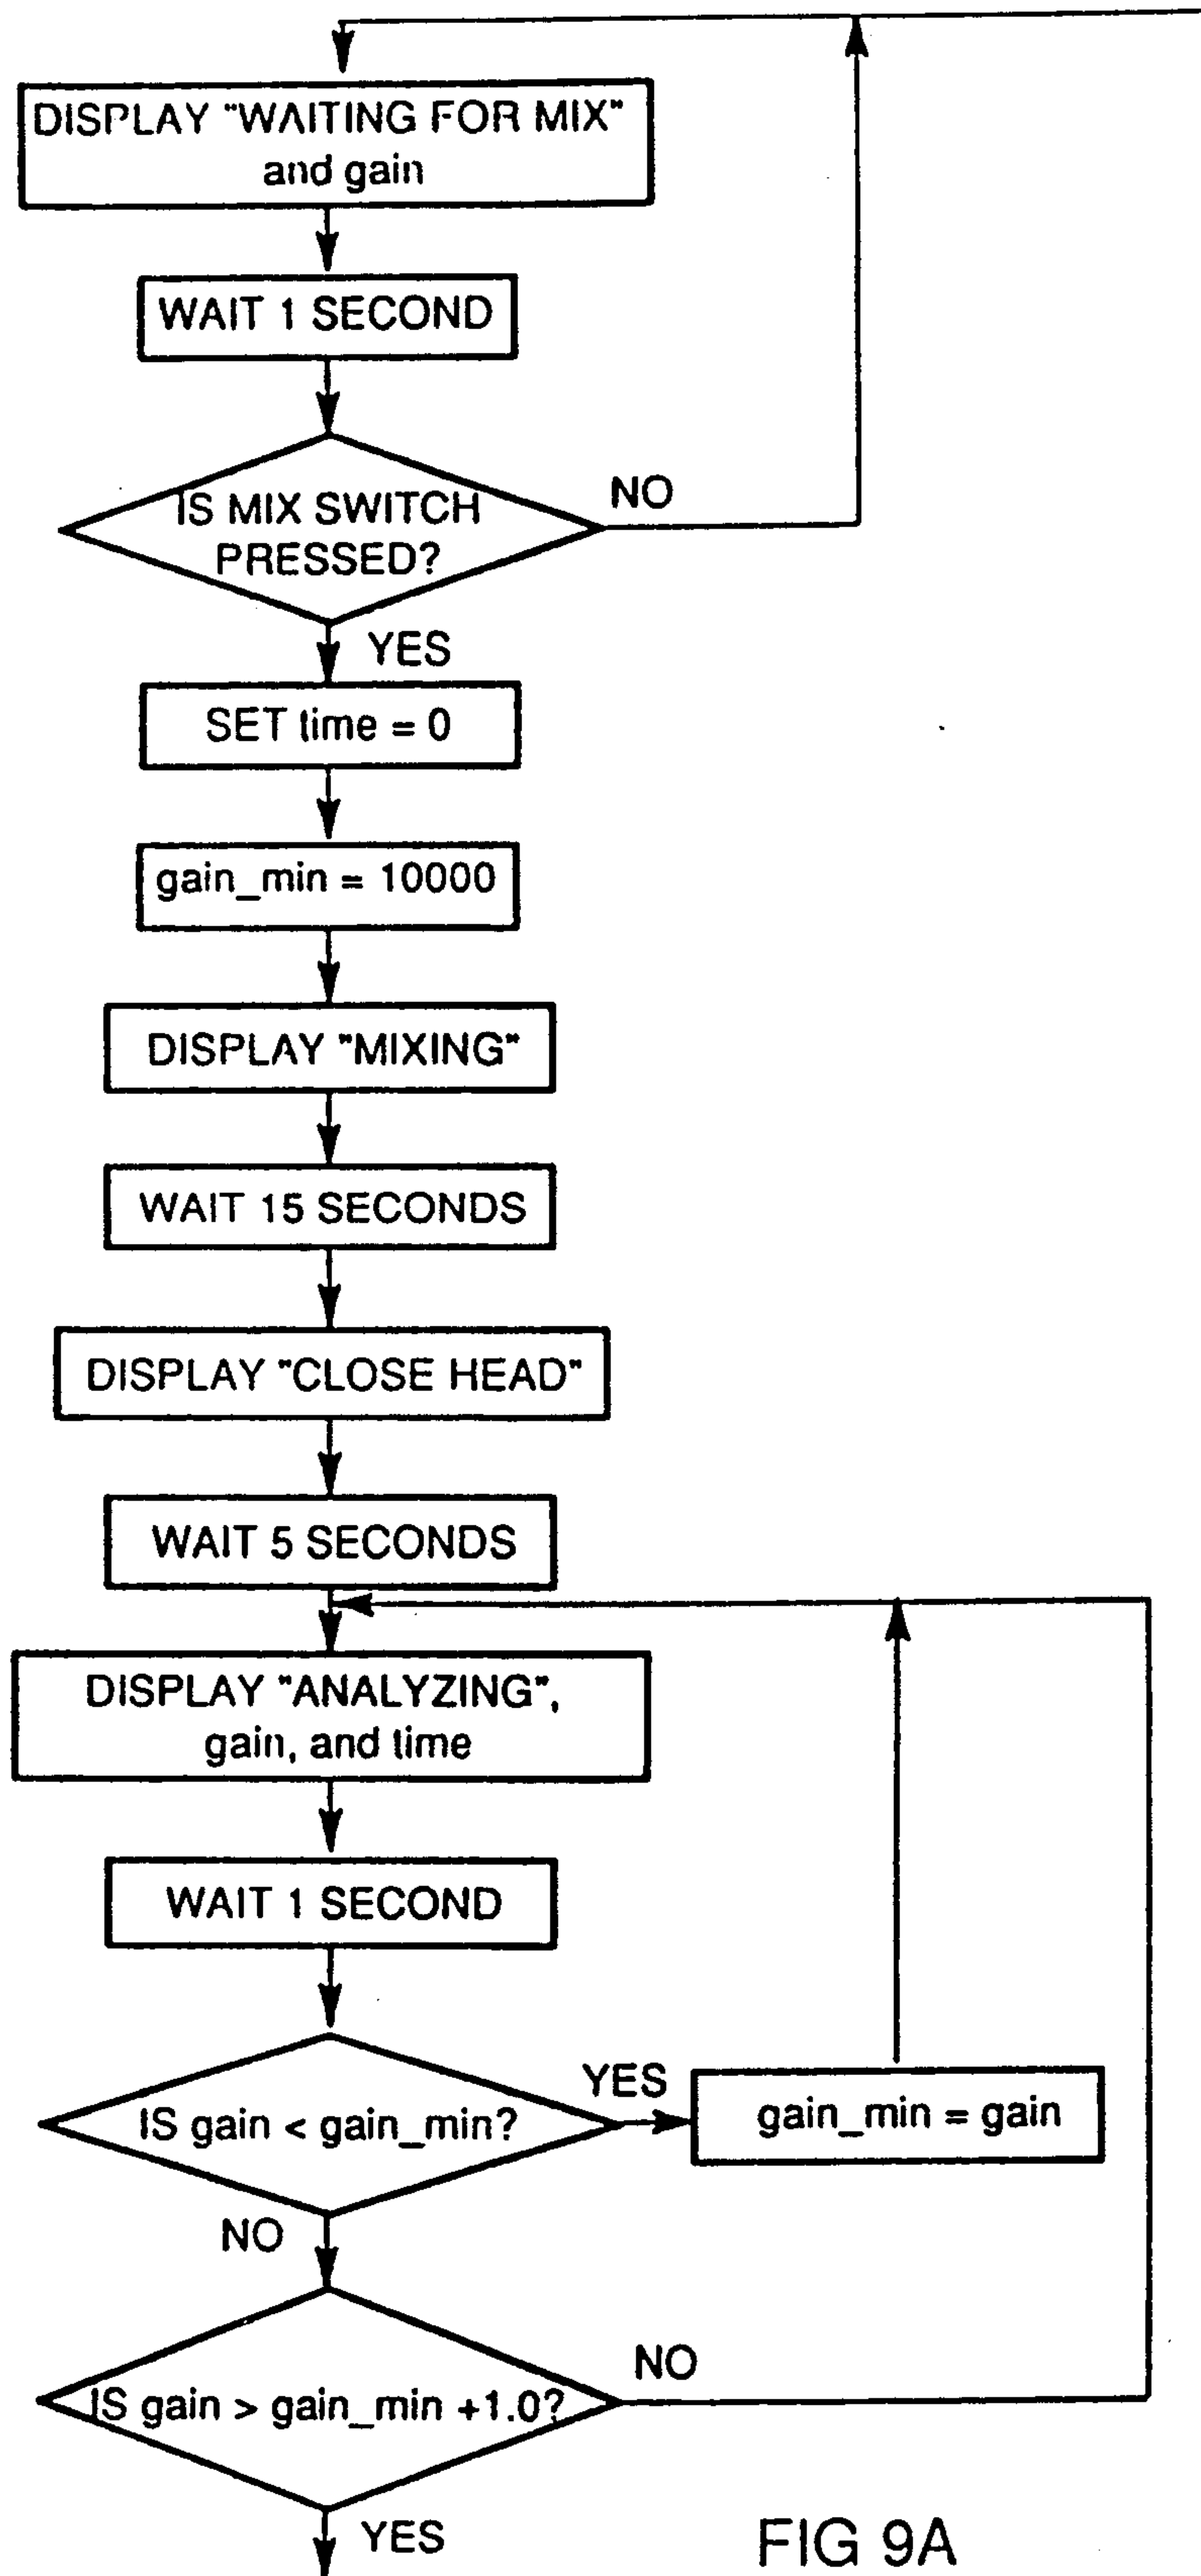 DISPLAY "WAITING FOR MIX"
and gain
WAIT 1 SECOND
IS MIX SWITCH
PRESSED?
NO
YES
SET time = 0
gain_min = 10000
DISPLAY "MIXING"
WAIT 15 SECONDS
DISPLAY "CLOSE HEAD"
WAIT 5 SECONDS
DISPLAY "ANALYZING",
gain, and time
WAIT 1 SECOND
IS gain < gain_min?
YES
gain_min = gain
NO
IS gain > gain_min +1.0?
NO
YES
FIG 9A